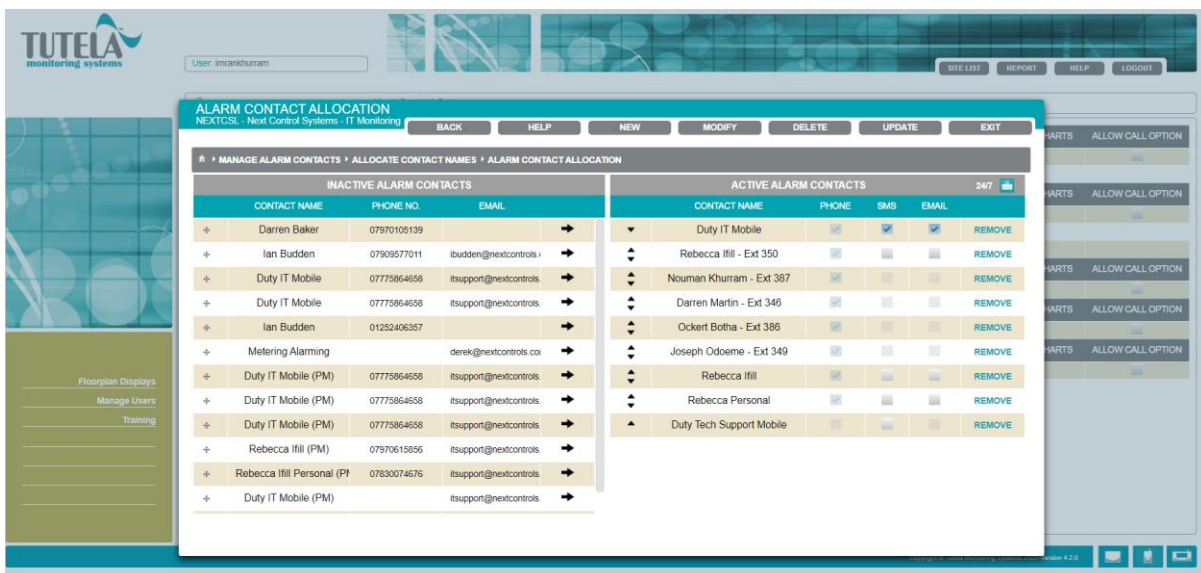 TUTELA
monitoring systems
User: imrankhurram
SITE LIST REPORT HELP LOGOUT
ALARM CONTACT ALLOCATION
NEXTCSL - Next Control Systems - IT Monitoring
BACK HELP NEW MODIFY DELETE UPDATE EXIT
MANAGE ALARM CONTACTS ALLOCATE CONTACT NAMES ALARM CONTACT ALLOCATION
INACTIVE ALARM CONTACTS
CONTACT NAME PHONE NO. EMAIL
Darren Baker 07970105139
Ian Budden 07909577011 ibudden@nextcontrols.
Duty IT Mobile 07775864658 itsupport@nextcontrols.
Duty IT Mobile 07775864658 itsupport@nextcontrols.
Ian Budden 01252406357
Metering Alarming derek@nextcontrols.co
Duty IT Mobile (PM) 07775864658 itsupport@nextcontrols.
Duty IT Mobile (PM) 07775864658 itsupport@nextcontrols.
Duty IT Mobile (PM) 07775864658 itsupport@nextcontrols.
Rebecca Ifill (PM) 07970615856 itsupport@nextcontrols.
Rebecca Ifill Personal (P 07830074676 itsupport@nextcontrols.
Duty IT Mobile (PM) itsupport@nextcontrols.
ACTIVE ALARM CONTACTS 24/7
CONTACT NAME PHONE SMS EMAIL
Duty IT Mobile REMOVE
Rebecca Ifill - Ext 350 REMOVE
Nouman Khurram - Ext 387 REMOVE
Darren Martin - Ext 346 REMOVE
Ockert Botha - Ext 386 REMOVE
Joseph Odoeme - Ext 349 REMOVE
Rebecca Ifill REMOVE
Rebecca Personal REMOVE
Duty Tech Support Mobile REMOVE
HARTS ALLOW CALL OPTION
HARTS ALLOW CALL OPTION
HARTS ALLOW CALL OPTION
HARTS ALLOW CALL OPTION
HARTS ALLOW CALL OPTION
Floorplan Displays
Manage Users
Training
Version 4.2.0